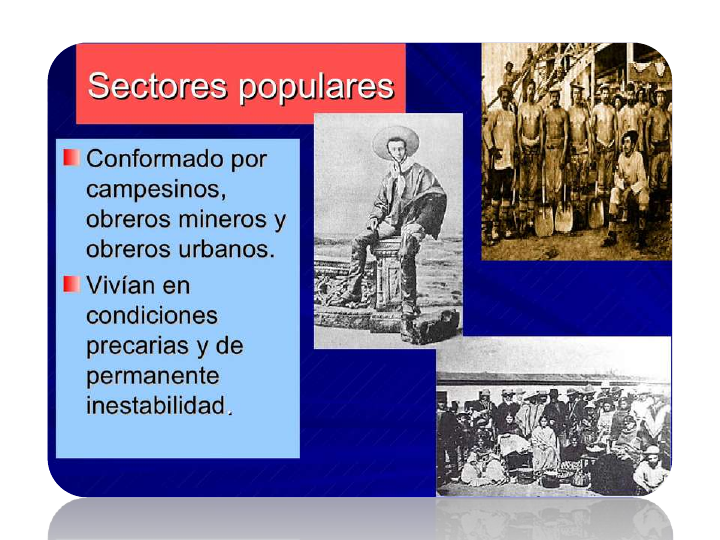 Sectores populares
Conformado por
campesinos,
obreros mineros y
obreros urbanos.
Vivían en
condiciones
precarias y de
permanente
inestabilidad.